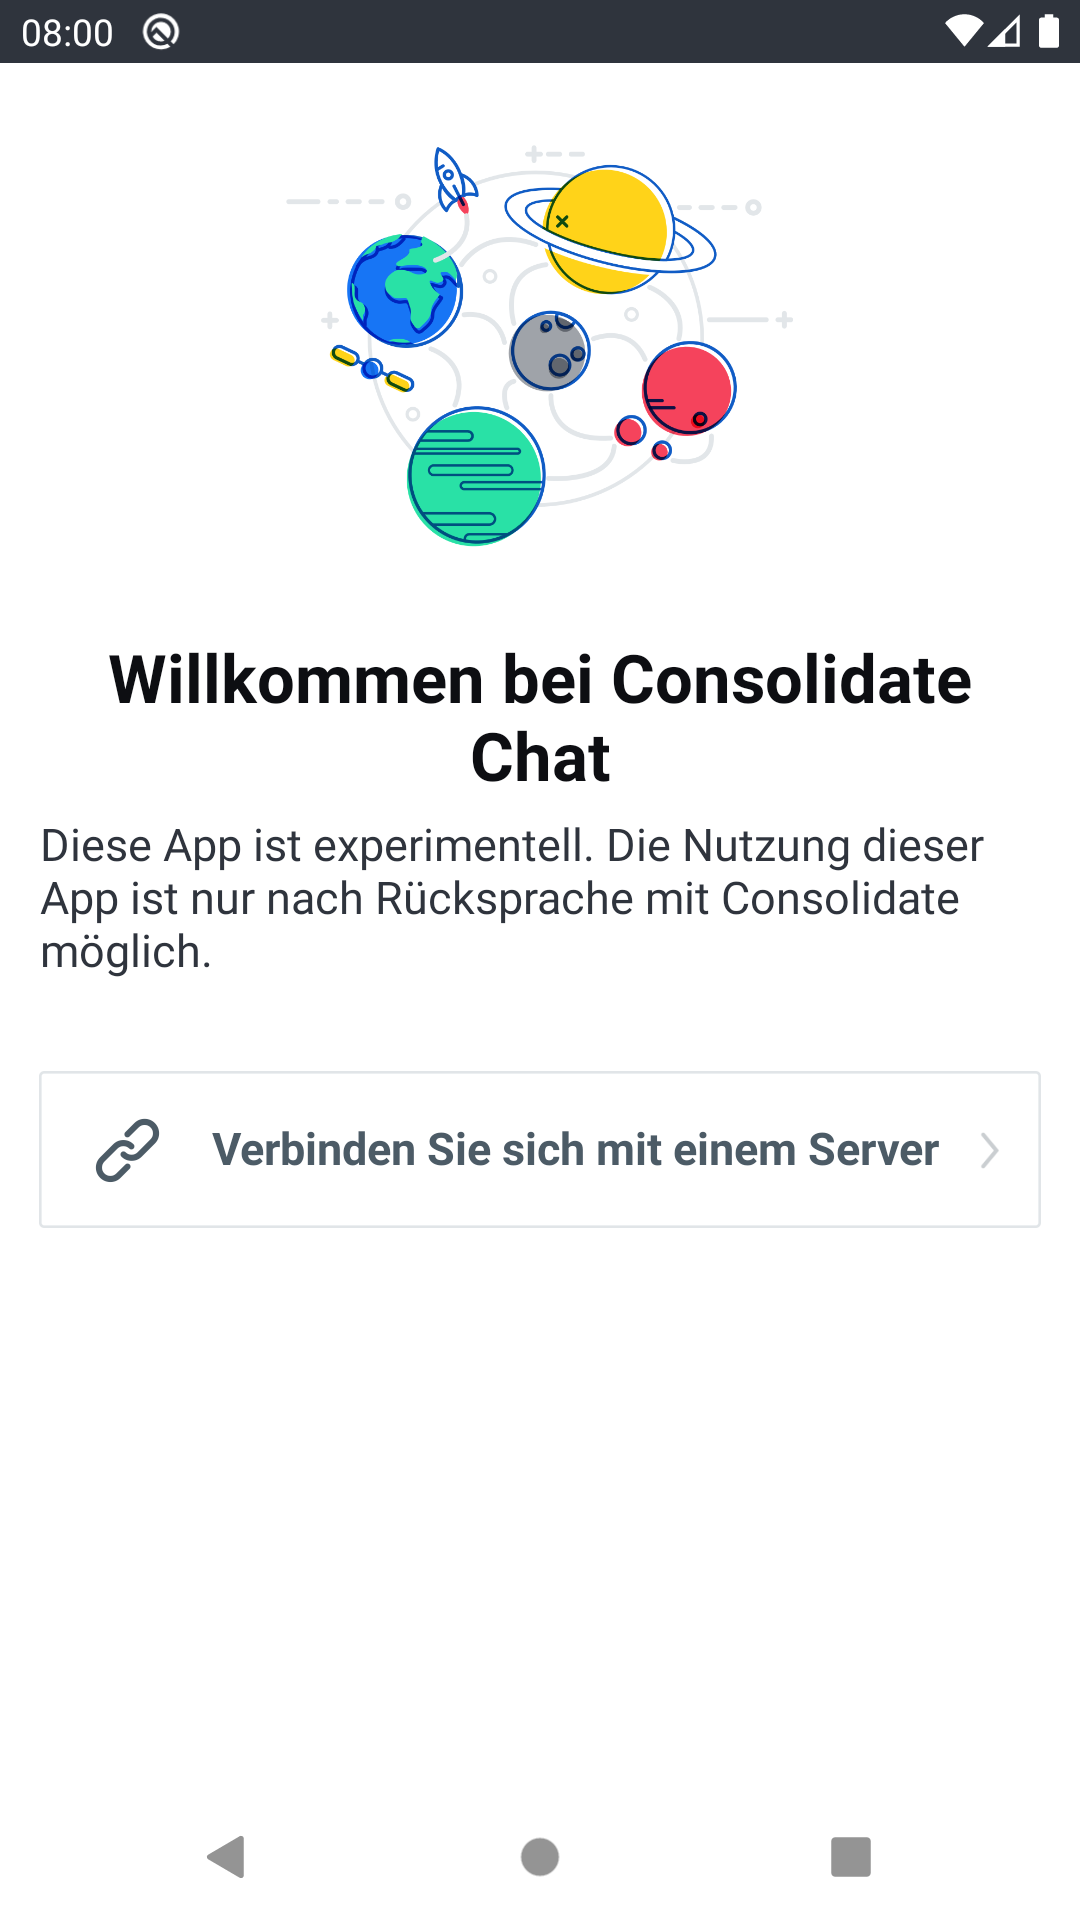 08:00
Willkommen bei Consolidate
Chat
Diese App ist experimentell. Die Nutzung dieser
App ist nur nach Rücksprache mit Consolidate
möglich.
Verbinden Sie sich mit einem Server